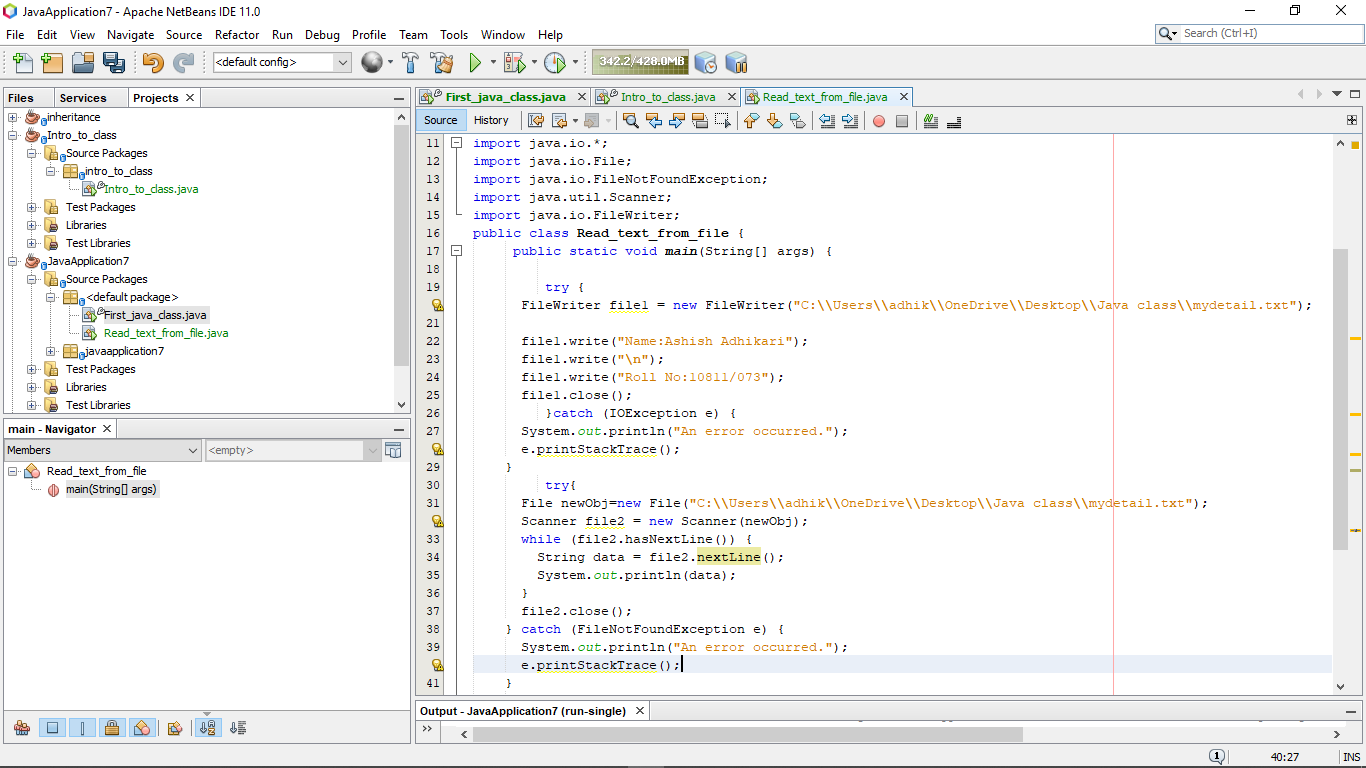 JavaApplication7 - Apache NetBeans IDE 11.0
File Edit View Navigate Source Refactor Run Debug Profile Team Tools Window Help
Search (Ctrl+I)
<default config>
342.2/428.0MB
Files Services Projects
inheritance
Intro_to_class
Source Packages
intro_to_class
Intro_to_class.java
Test Packages
Libraries
Test Libraries
JavaApplication7
Source Packages
<default package>
First_java_class.java
Read_text_from_file.java
javaapplication7
Test Packages
Libraries
Test Libraries
main - Navigator
Members
<empty>
Read_text_from_file
main(String[] args)
First_java_class.java Intro_to_class.java Read_text_from_file.java
Source History
11 import java.io.*;
12 import java.io.File;
13 import java.io.FileNotFoundException;
14 import java.util.Scanner;
15 import java.io.FileWriter;
16 public class Read_text_from_file {
17 public static void main(String[] args) {
18
19 try {
FileWriter file1 = new FileWriter("C:\\Users\\adhik\\OneDrive\\Desktop\\Java class\\mydetail.txt");
21
22 file1.write("Name:Ashish Adhikari");
23 file1.write("\n");
24 file1.write("Roll No:10811/073");
25 file1.close();
26 }catch (IOException e) {
27 System.out.println("An error occurred.");
e.printStackTrace();
29 }
30 try{
31 File newObj=new File("C:\\Users\\adhik\\OneDrive\\Desktop\\Java class\\mydetail.txt");
Scanner file2 = new Scanner(newObj);
33 while (file2.hasNextLine()) {
34 String data = file2.nextLine();
35 System.out.println(data);
36 }
37 file2.close();
38 } catch (FileNotFoundException e) {
39 System.out.println("An error occurred.");
e.printStackTrace();
41 }
Output - JavaApplication7 (run-single)
1
40:27
INS